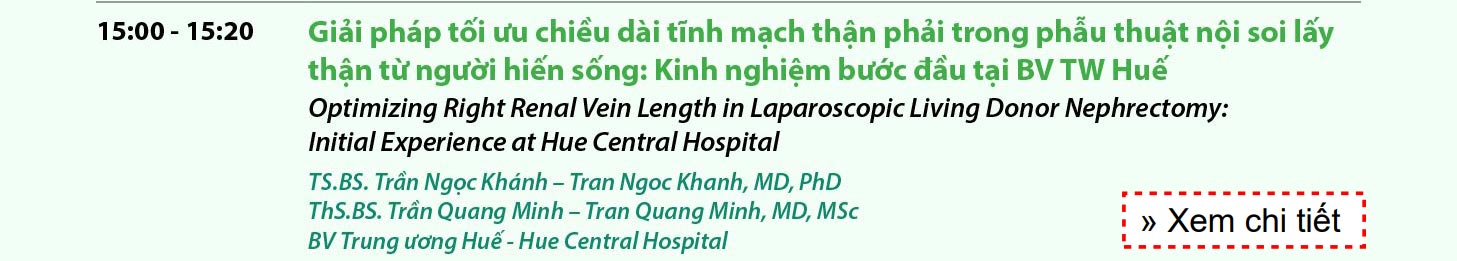 15:00 - 15:20
Giải pháp tối ưu chiều dài tĩnh mạch thận phải trong phẫu thuật nội soi lấy
thận từ người hiến sống: Kinh nghiệm bước đầu tại BV TW Huế
Optimizing Right Renal Vein Length in Laparoscopic Living Donor Nephrectomy:
Initial Experience at Hue Central Hospital
TS.BS. Trần Ngọc Khánh – Tran Ngoc Khanh, MD, PhD
ThS.BS. Trần Quang Minh – Tran Quang Minh, MD, MSc
BV Trung ương Huế - Hue Central Hospital
» Xem chi tiết